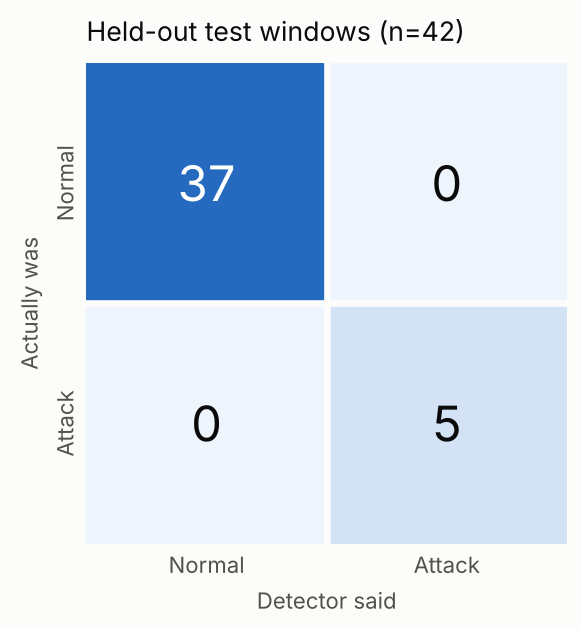 Held-out test windows (n=42)
Actually was
Normal
37
0
Attack
0
5
Normal
Attack
Detector said